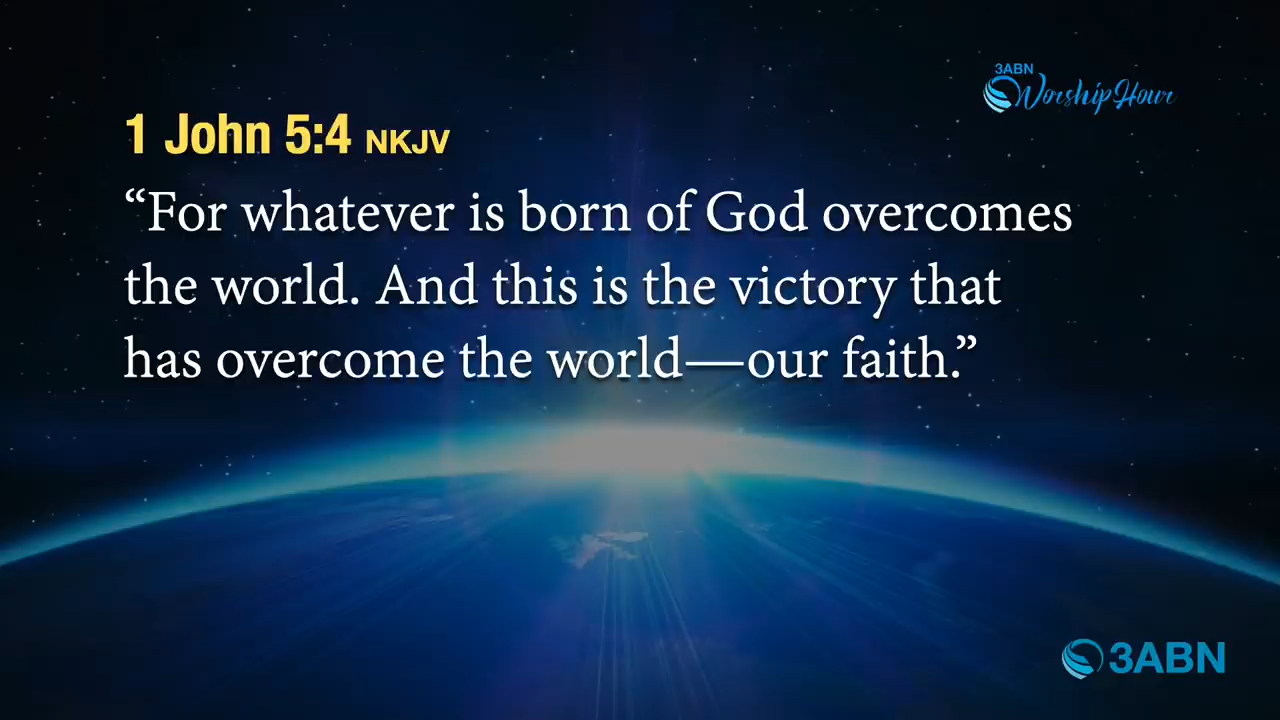 3ABN
Worship Hour
1 John 5:4 NKJV
“For whatever is born of God overcomes
the world. And this is the victory that
has overcome the world—our faith.”
3ABN